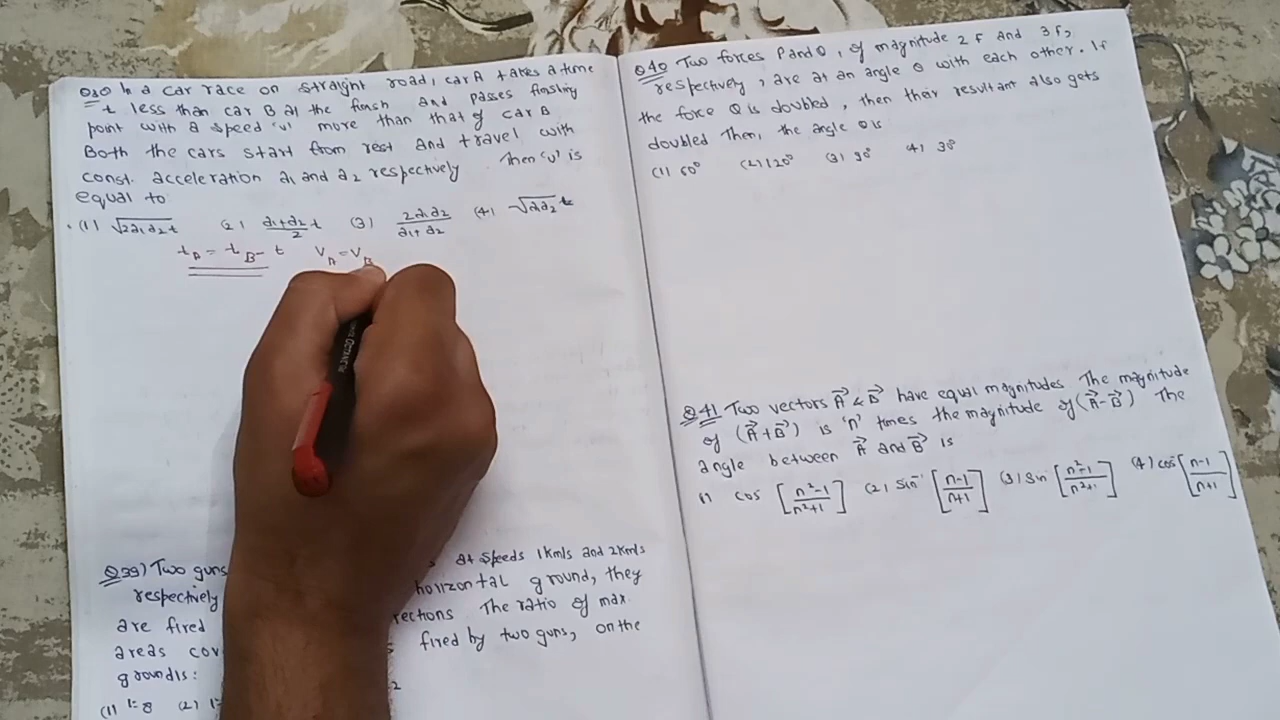 In a car race on straight road, car A takes a time
t less than car B at the finsh and passes finshing
point with a speed 'v' more than that of car B
Both the cars start from rest and travel with
const. acceleration a1 and a2 respectively Then 'v' is
equal to
(1) √2a1a2t (2) a1+a2/2 t (3) 2a1a2/a1+a2 (4) √2a2 t
tA = tB- t VA = VB
Q39) Two guns at speeds 1km/s and 2km/s
respectively horizontal ground, they
are fired rections The ratio of max.
areas cov fired by two guns, on the
groundis:
(1) 1:8 (2) 1:
Q40 Two forces P and Q, of magnitude 2F and 3F,
respectively, are at an angle θ with each other. If
the force Q is doubled, then their resultant also gets
doubled Then, the angle θ is
(1) 60° (2) 120° (3) 30° (4) 30°
Q41 Two vectors A⃗ & B⃗ have equal magnitudes The magnitude
of (A⃗+B⃗) is 'n' times the magnitude of (A⃗-B⃗) The
angle between A⃗ and B⃗ is
1) cos [n²-1/n²+1] (2) Sin⁻¹ [n-1/n+1] (3) Sin⁻¹ [n²-1/n²+1] (4) cos⁻¹ [n-1/n+1]